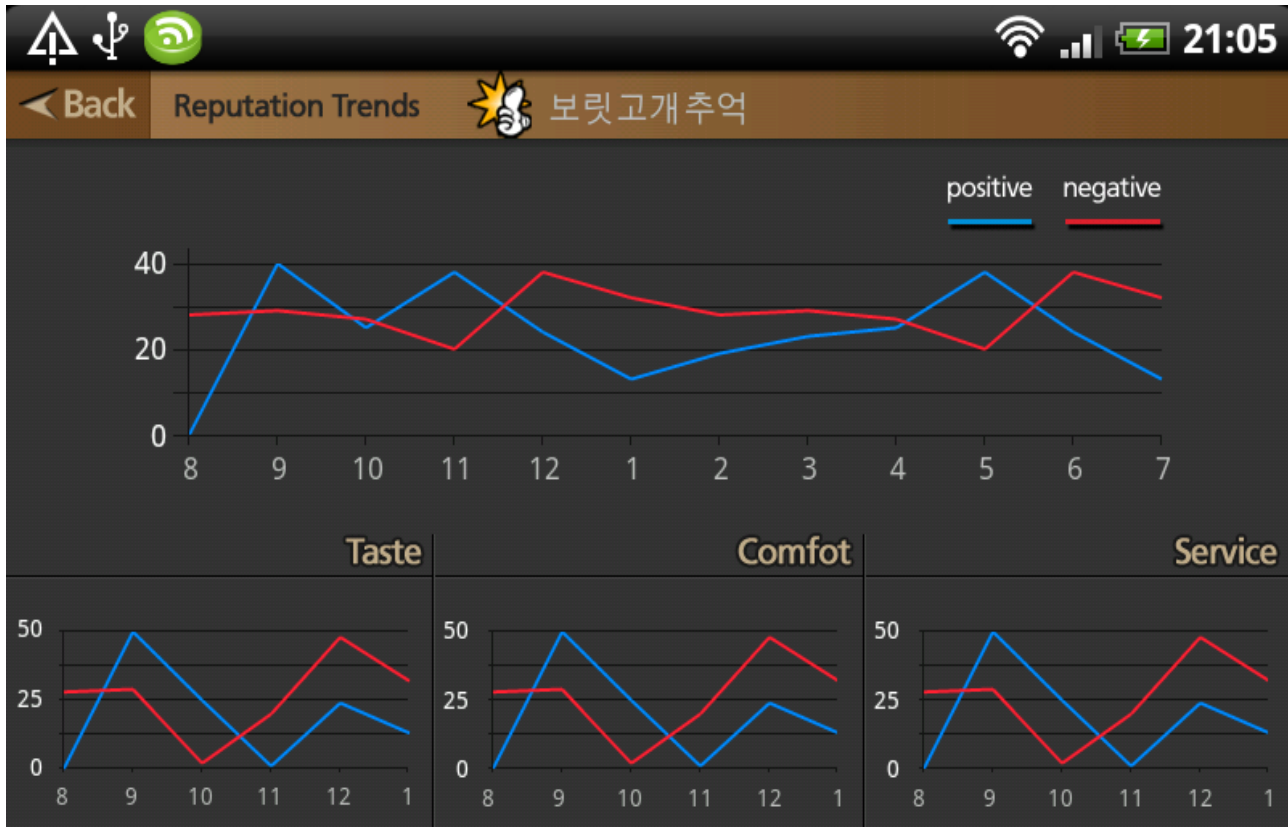 21:05
Back Reputation Trends 보릿고개추억
positive negative
40
20
0
8 9 10 11 12 1 2 3 4 5 6 7
Taste
50
25
0
8 9 10 11 12 1
Comfot
50
25
0
8 9 10 11 12 1
Service
50
25
0
8 9 10 11 12 1